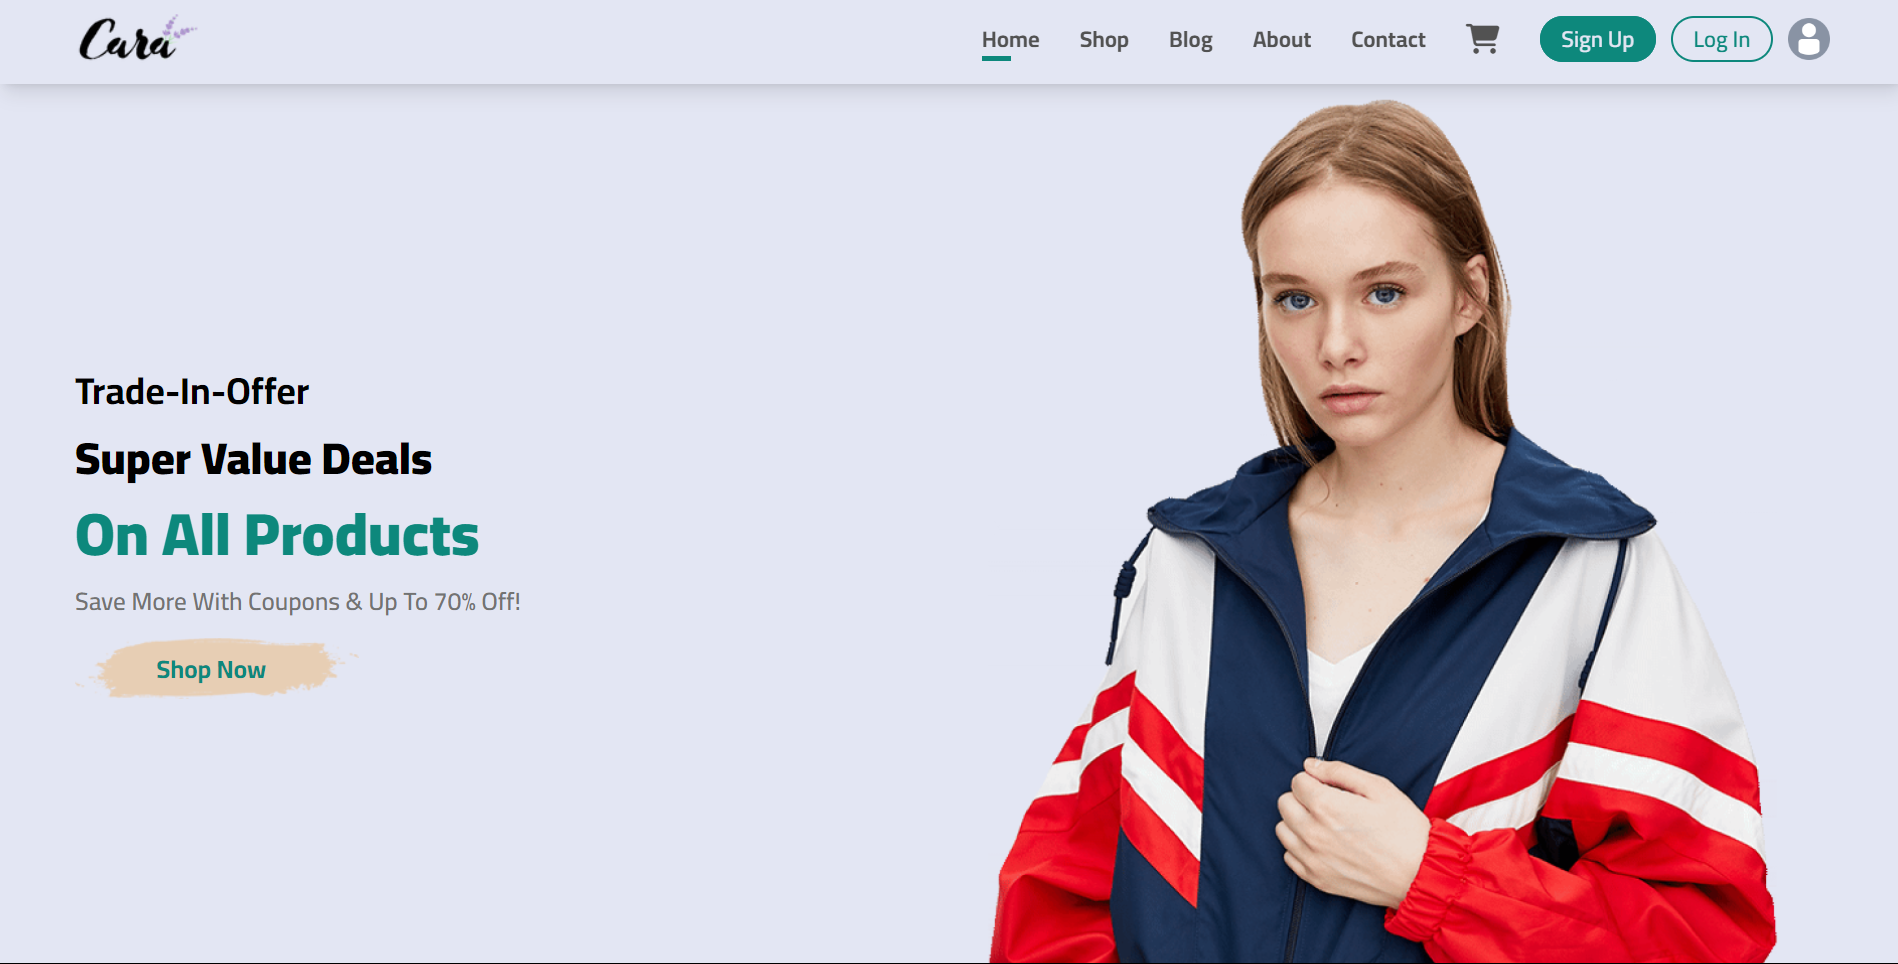 Cara
Home Shop Blog About Contact Sign Up Log In
Trade-In-Offer
Super Value Deals
On All Products
Save More With Coupons & Up To 70% Off!
Shop Now